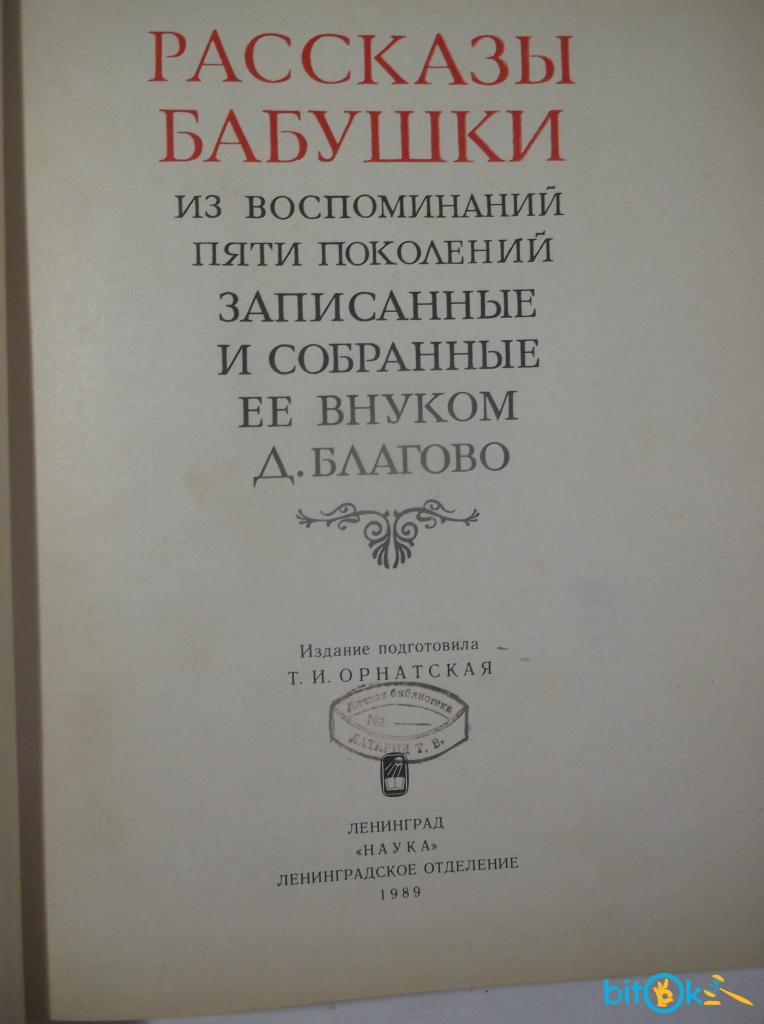 РАССКАЗЫ
БАБУШКИ
ИЗ ВОСПОМИНАНИЙ
ПЯТИ ПОКОЛЕНИЙ
ЗАПИСАННЫЕ
И СОБРАННЫЕ
ЕЕ ВНУКОМ
Д. БЛАГОВО
Издание подготовила
Т. И. ОРНАТСКАЯ
Личная библиотека
№ —
Т. В.
ЛЕНИНГРАД
«НАУКА»
ЛЕНИНГРАДСКОЕ ОТДЕЛЕНИЕ
1989
bitok